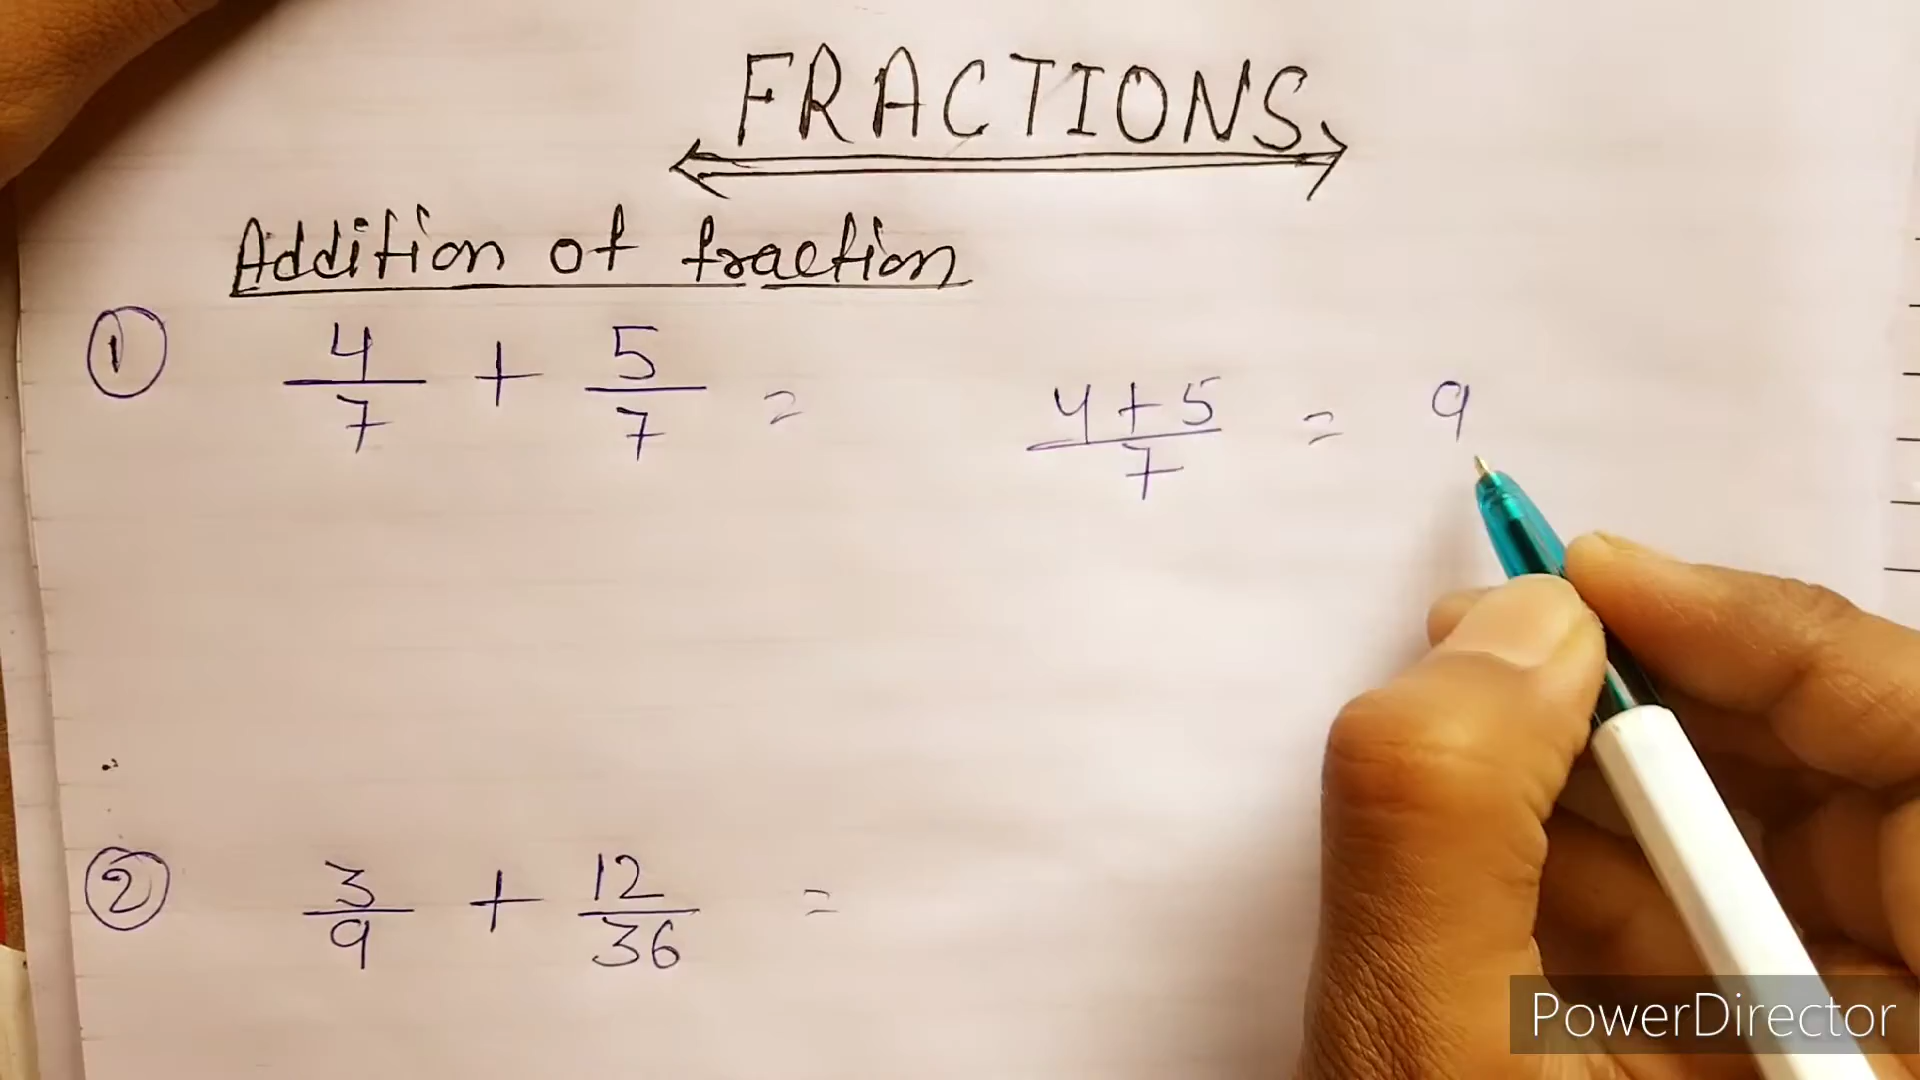 FRACTIONS
Addition of fraction
① 4/7 + 5/7 = (4+5)/7 = 9
② 3/9 + 12/36 =
PowerDirector